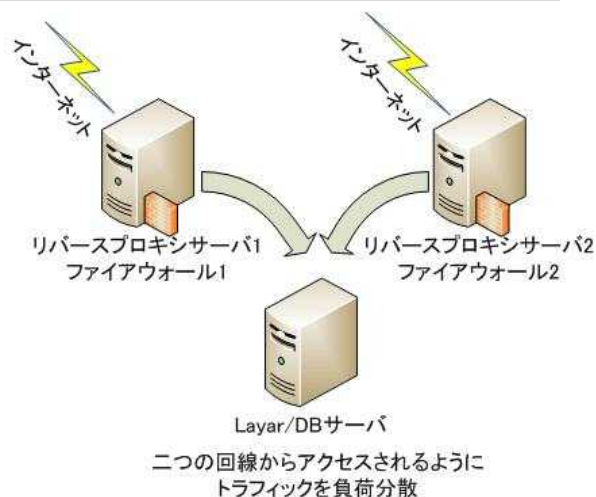 インターネット
インターネット
リバースプロキシサーバ1
ファイアウォール1
リバースプロキシサーバ2
ファイアウォール2
Layar/DBサーバ
二つの回線からアクセスされるように
トラフィックを負荷分散